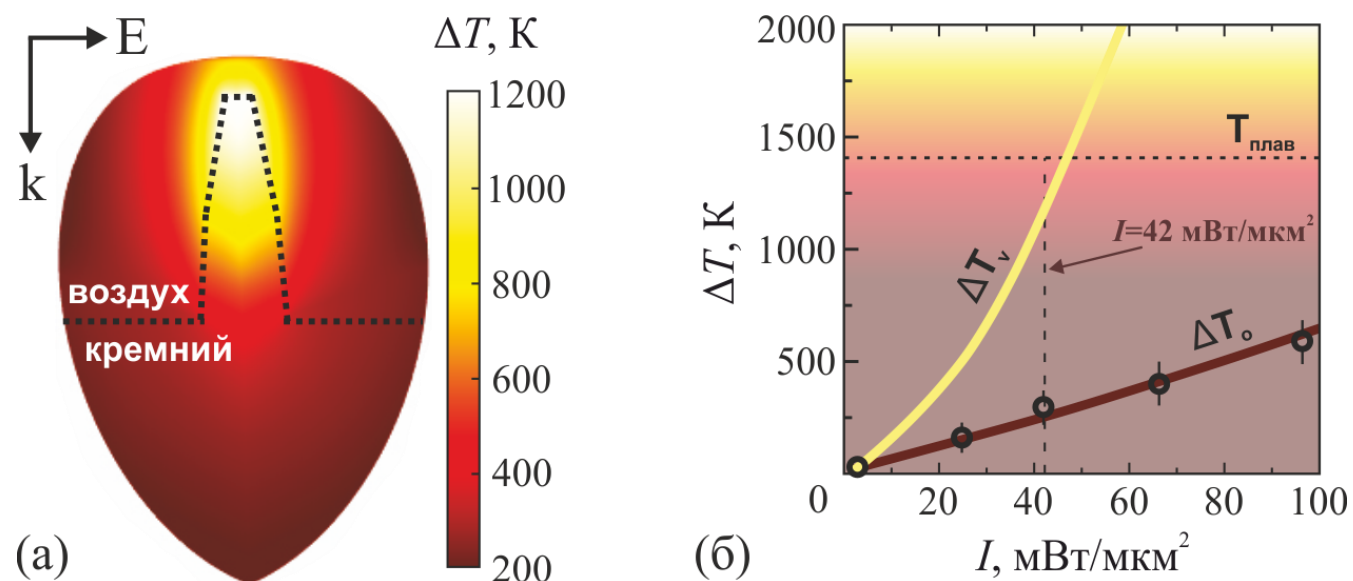 E
k
ΔT, К
1200
1000
800
600
400
200
воздух
кремний
(а)
2000
1500
1000
500
0
20
40
60
80
100
ΔT, К
Tплав
I=42 мВт/мкм²
ΔTv
ΔTo
I, мВт/мкм²
(б)